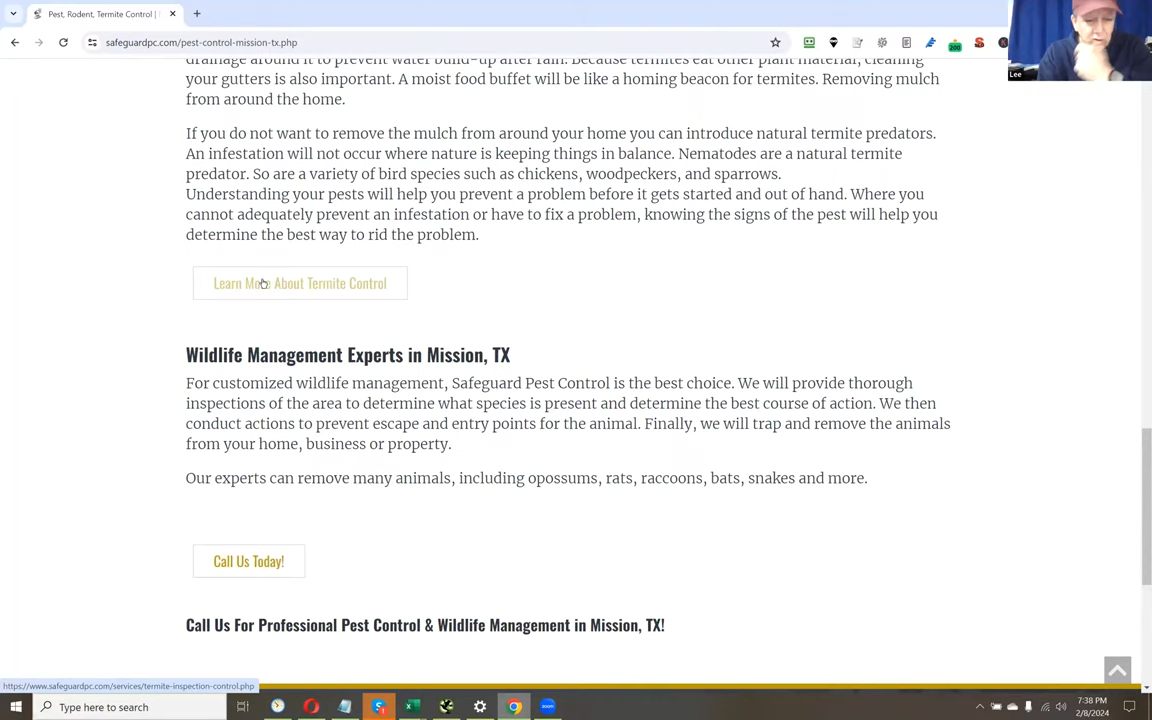 Pest, Rodent, Termite Control |
safeguardpc.com/pest-control-mission-tx.php
200
Lee
drainage around it to prevent water build-up after rain. Because termites eat other plant material, cleaning
your gutters is also important. A moist food buffet will be like a homing beacon for termites. Removing mulch
from around the home.
If you do not want to remove the mulch from around your home you can introduce natural termite predators.
An infestation will not occur where nature is keeping things in balance. Nematodes are a natural termite
predator. So are a variety of bird species such as chickens, woodpeckers, and sparrows.
Understanding your pests will help you prevent a problem before it gets started and out of hand. Where you
cannot adequately prevent an infestation or have to fix a problem, knowing the signs of the pest will help you
determine the best way to rid the problem.
Learn More About Termite Control
Wildlife Management Experts in Mission, TX
For customized wildlife management, Safeguard Pest Control is the best choice. We will provide thorough
inspections of the area to determine what species is present and determine the best course of action. We then
conduct actions to prevent escape and entry points for the animal. Finally, we will trap and remove the animals
from your home, business or property.
Our experts can remove many animals, including opossums, rats, raccoons, bats, snakes and more.
Call Us Today!
Call Us For Professional Pest Control & Wildlife Management in Mission, TX!
https://www.safeguardpc.com/services/termite-inspection-control.php
Type here to search
7:38 PM
2/8/2024